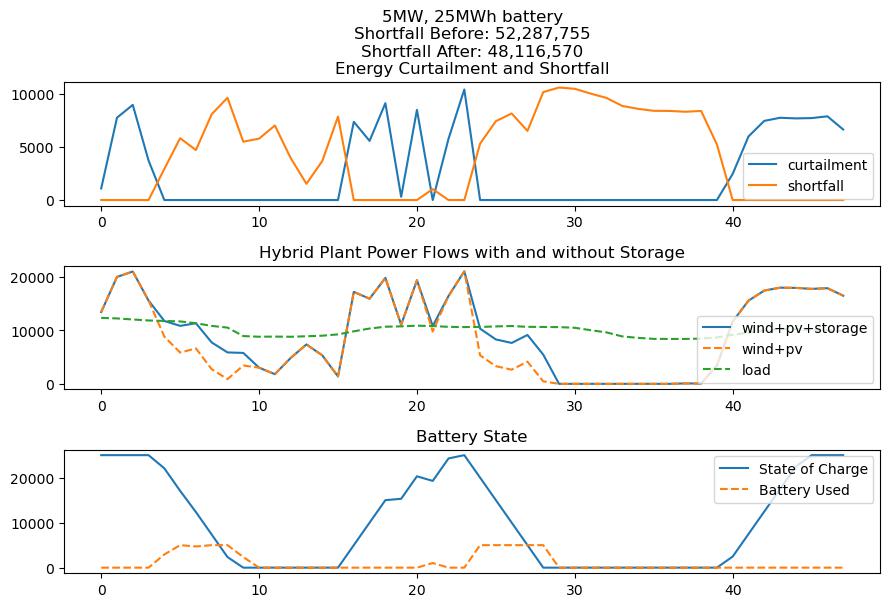 5MW, 25MWh battery
Shortfall Before: 52,287,755
Shortfall After: 48,116,570
Energy Curtailment and Shortfall
10000
5000
0
curtailment
shortfall
0 10 20 30 40
Hybrid Plant Power Flows with and without Storage
20000
10000
0
wind+pv+storage
wind+pv
load
0 10 20 30 40
Battery State
20000
10000
0
State of Charge
Battery Used
0 10 20 30 40